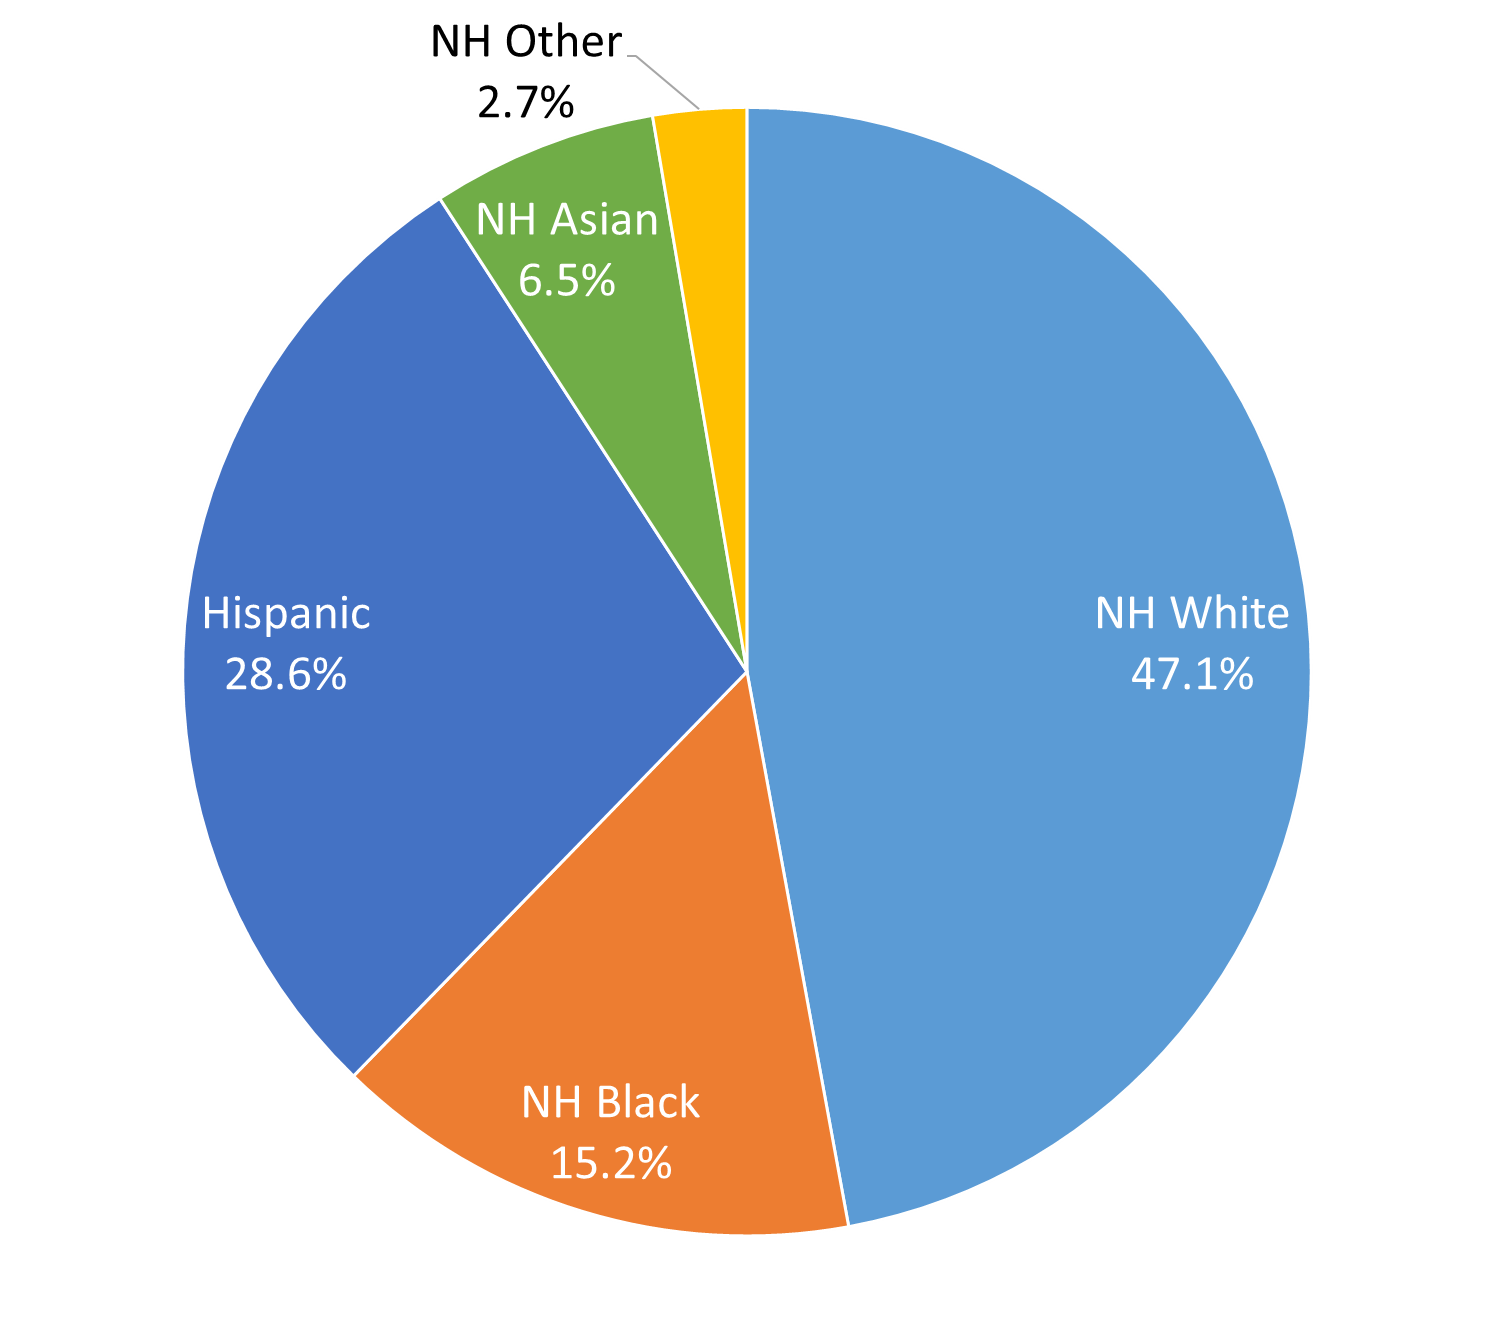 NH Other
2.7%
NH Asian
6.5%
Hispanic
28.6%
NH White
47.1%
NH Black
15.2%